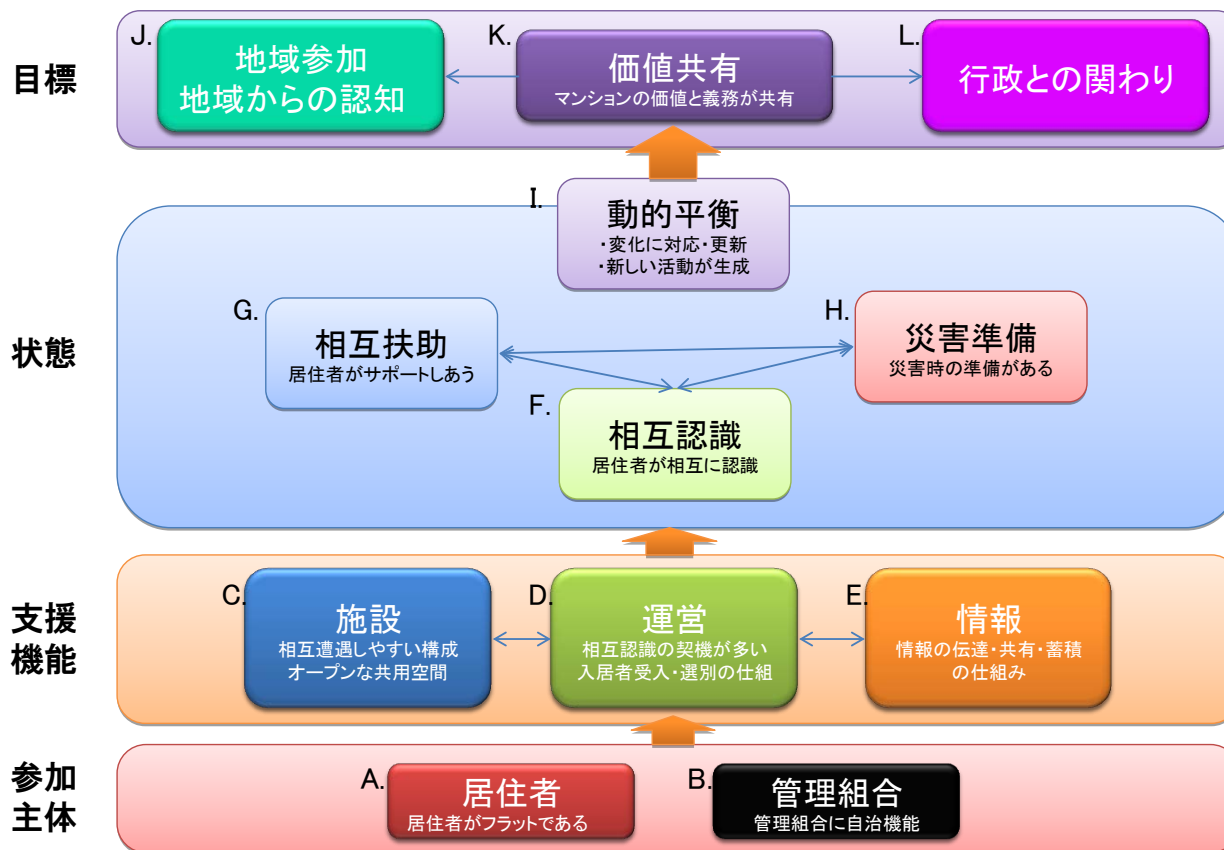 目標
J.
地域参加
地域からの認知
K.
価値共有
マンションの価値と義務が共有
L.
行政との関わり
状態
I.
動的平衡
・変化に対応・更新
・新しい活動が生成
G.
相互扶助
居住者がサポートしあう
H.
災害準備
災害時の準備がある
F.
相互認識
居住者が相互に認識
支援
機能
C.
施設
相互遭遇しやすい構成
オープンな共用空間
D.
運営
相互認識の契機が多い
入居者受入・選別の仕組
E.
情報
情報の伝達・共有・蓄積
の仕組み
参加
主体
A.
居住者
居住者がフラットである
B.
管理組合
管理組合に自治機能